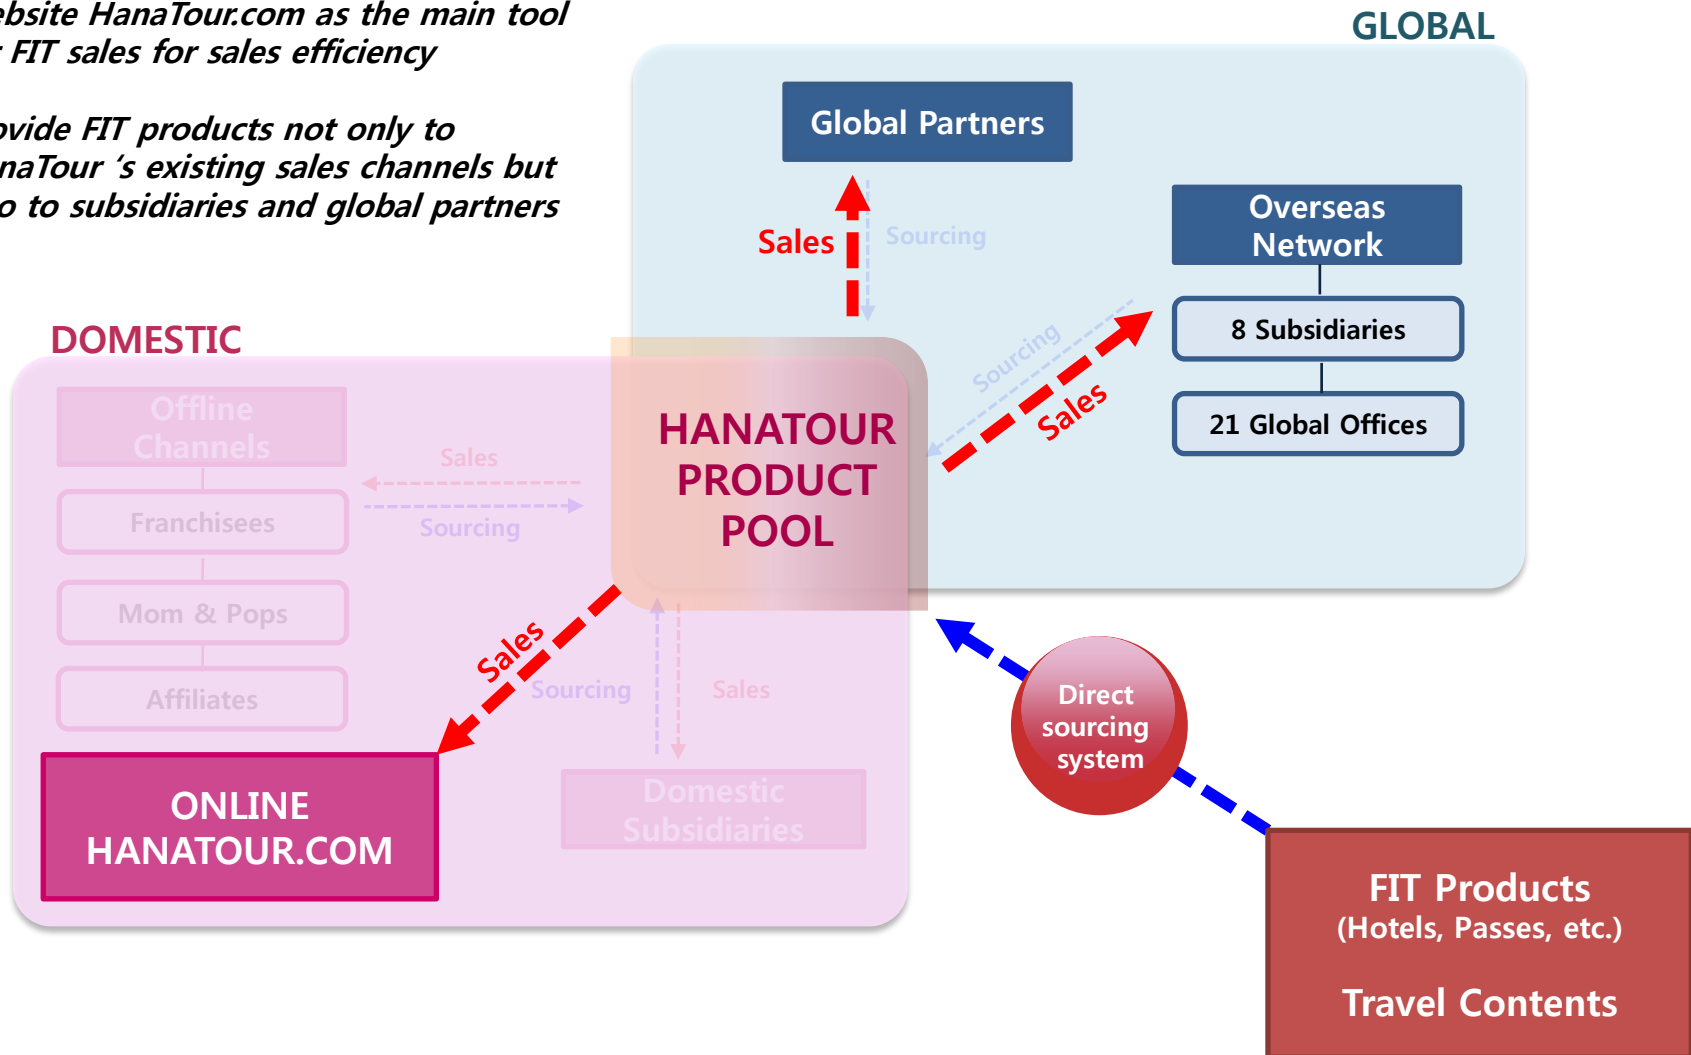 ebsite HanaTour.com as the main tool
r FIT sales for sales efficiency
ovide FIT products not only to
naTour ‘s existing sales channels but
o to subsidiaries and global partners
GLOBAL
Global Partners
Overseas
Network
Sales
Sourcing
8 Subsidiaries
Sourcing
Sales
21 Global Offices
DOMESTIC
Offline
Channels
Franchisees
Mom & Pops
Affiliates
Sales
Sourcing
HANATOUR
PRODUCT
POOL
Sales
Sourcing
Sales
ONLINE
HANATOUR.COM
Domestic
Subsidiaries
Direct
sourcing
system
FIT Products
(Hotels, Passes, etc.)
Travel Contents